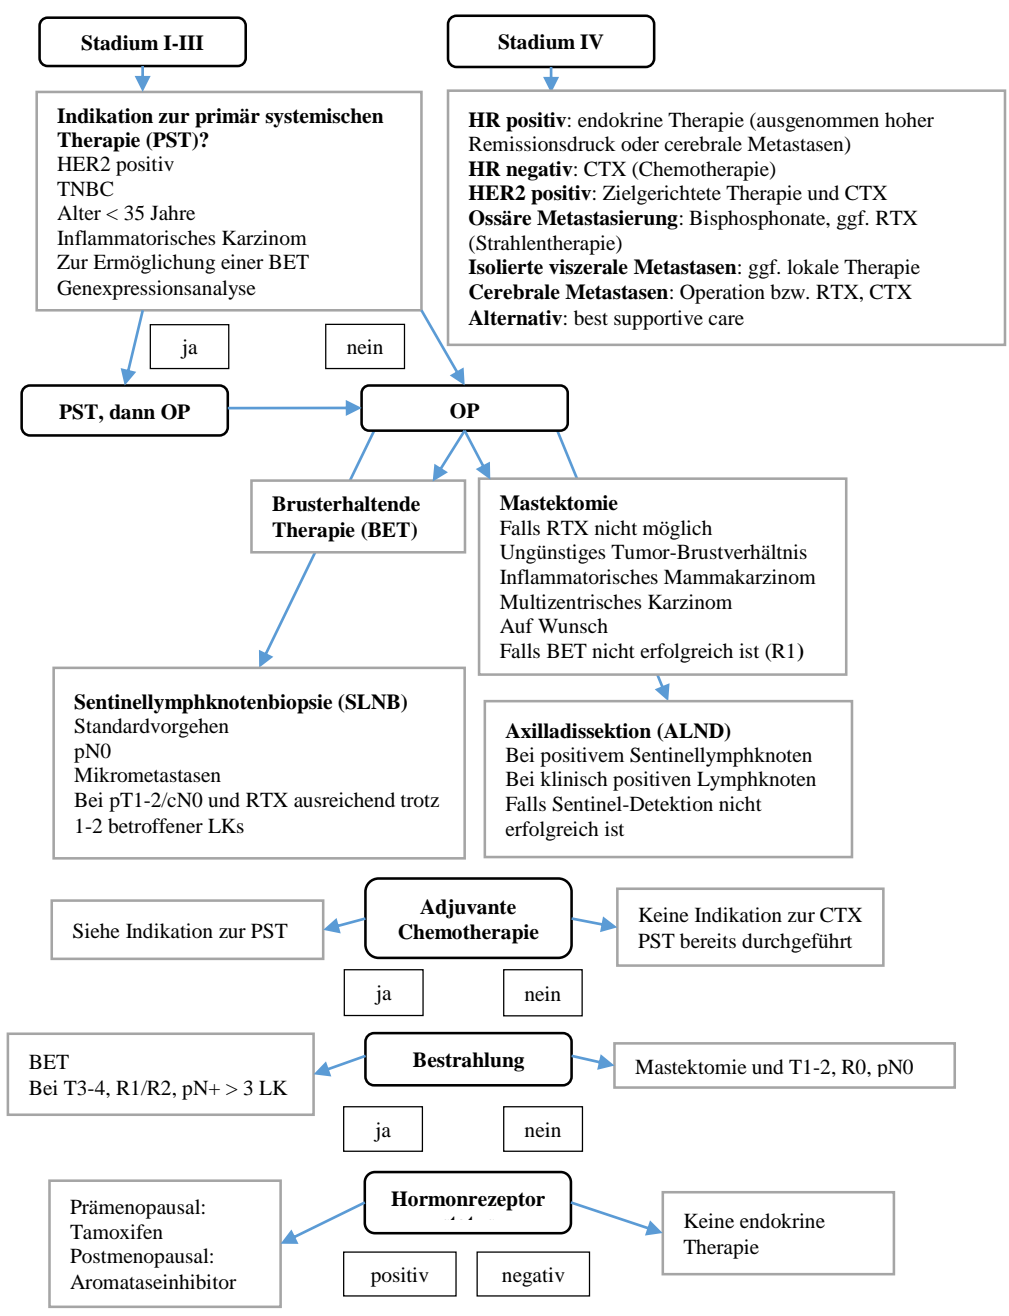 Stadium I-III
Stadium IV
Indikation zur primär systemischen
Therapie (PST)?
HER2 positiv
TNBC
Alter < 35 Jahre
Inflammatorisches Karzinom
Zur Ermöglichung einer BET
Genexpressionsanalyse
HR positiv: endokrine Therapie (ausgenommen hoher
Remissionsdruck oder cerebrale Metastasen)
HR negativ: CTX (Chemotherapie)
HER2 positiv: Zielgerichtete Therapie und CTX
Ossäre Metastasierung: Bisphosphonate, ggf. RTX
(Strahlentherapie)
Isolierte viszerale Metastasen: ggf. lokale Therapie
Cerebrale Metastasen: Operation bzw. RTX, CTX
Alternativ: best supportive care
ja
nein
PST, dann OP
OP
Brusterhaltende
Therapie (BET)
Mastektomie
Falls RTX nicht möglich
Ungünstiges Tumor-Brustverhältnis
Inflammatorisches Mammakarzinom
Multizentrisches Karzinom
Auf Wunsch
Falls BET nicht erfolgreich ist (R1)
Sentinellymphknotenbiopsie (SLNB)
Standardvorgehen
pN0
Mikrometastasen
Bei pT1-2/cN0 und RTX ausreichend trotz
1-2 betroffener LKs
Axilladissektion (ALND)
Bei positivem Sentinellymphknoten
Bei klinisch positiven Lymphknoten
Falls Sentinel-Detektion nicht
erfolgreich ist
Adjuvante
Chemotherapie
Siehe Indikation zur PST
Keine Indikation zur CTX
PST bereits durchgeführt
ja
nein
Bestrahlung
BET
Bei T3-4, R1/R2, pN+ > 3 LK
Mastektomie und T1-2, R0, pN0
ja
nein
Hormonrezeptor
Prämenopausal:
Tamoxifen
Postmenopausal:
Aromataseinhibitor
Keine endokrine
Therapie
positiv
negativ